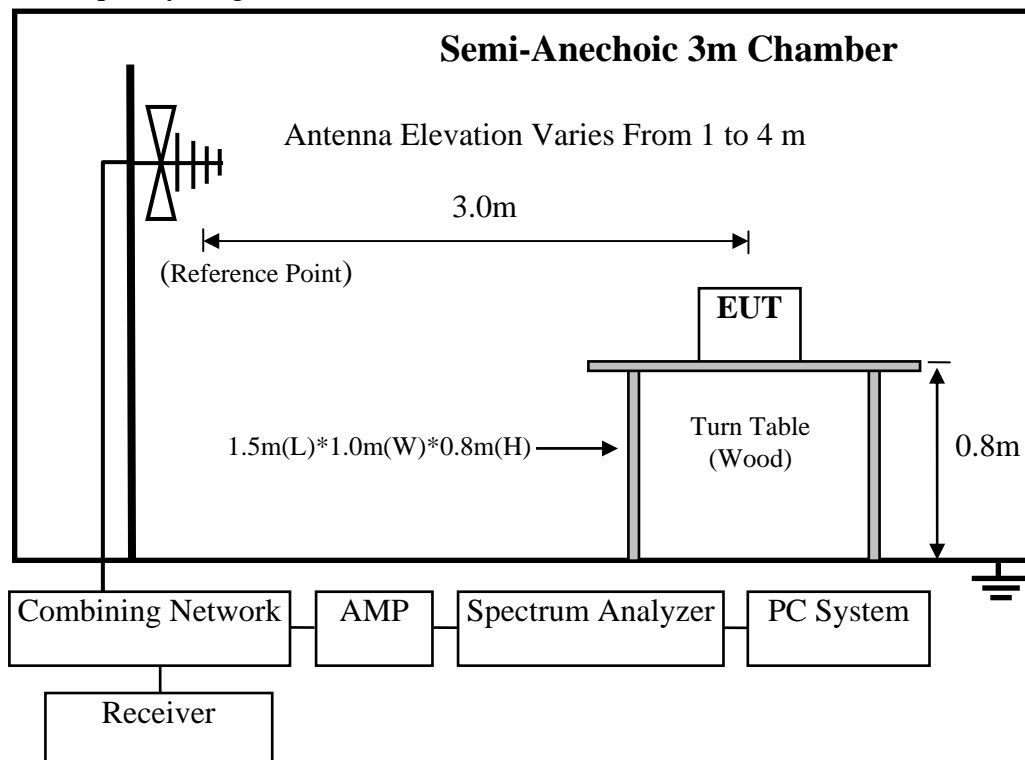 Semi-Anechoic 3m Chamber
Antenna Elevation Varies From 1 to 4 m
3.0m
(Reference Point)
EUT
1.5m(L)*1.0m(W)*0.8m(H)
Turn Table
(Wood)
0.8m
Combining Network
AMP
Spectrum Analyzer
PC System
Receiver